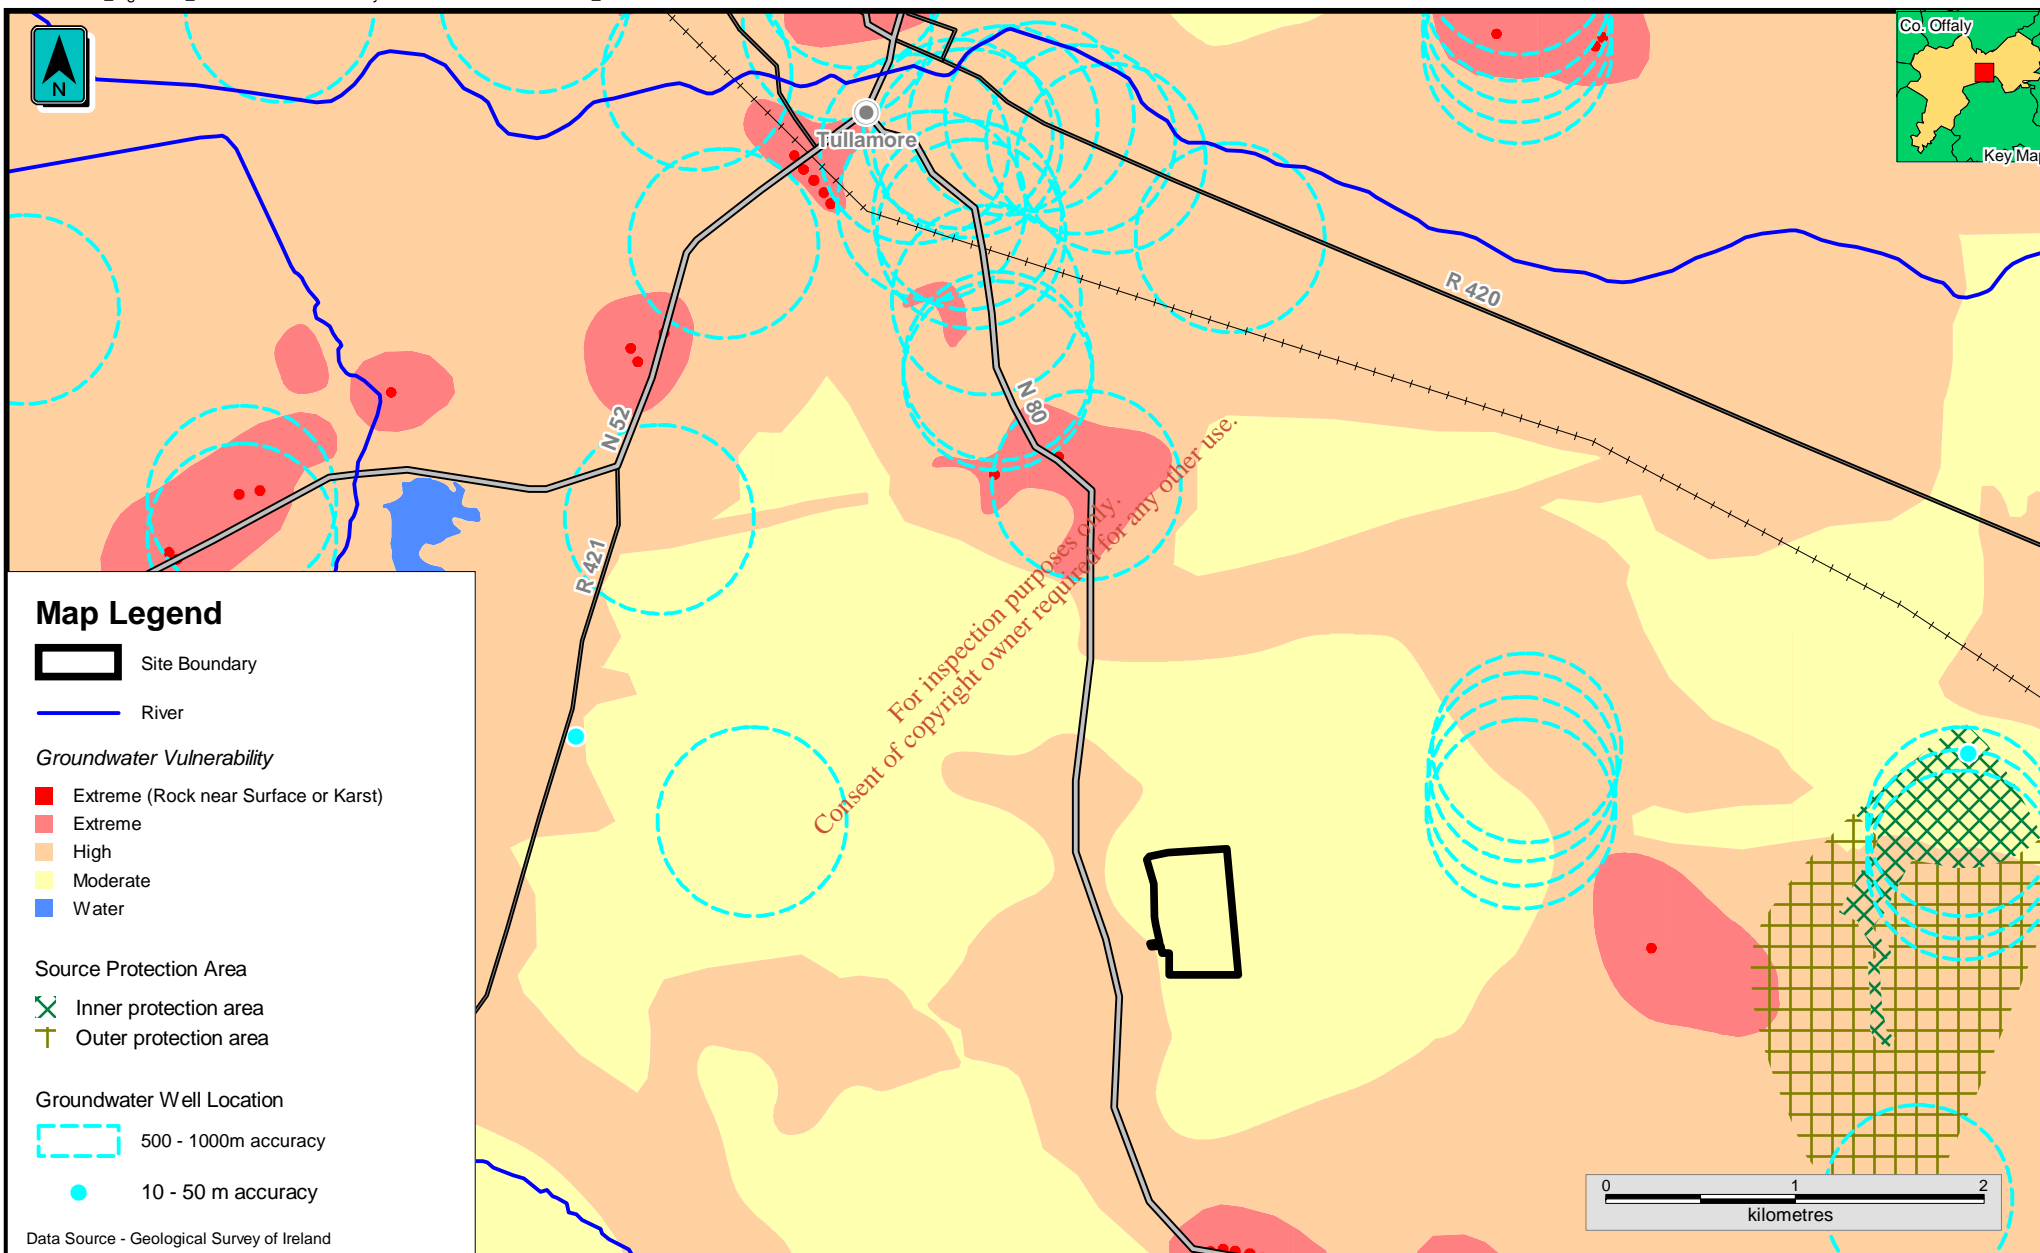 Co. Offaly
Key Map
N
Tullamore
R 420
N 80
N 52
R 421
For inspection purposes only.
Consent of copyright owner required for any other use.
Map Legend
Site Boundary
River
Groundwater Vulnerability
Extreme (Rock near Surface or Karst)
Extreme
High
Moderate
Water
Source Protection Area
Inner protection area
Outer protection area
Groundwater Well Location
500 - 1000m accuracy
10 - 50 m accuracy
Data Source - Geological Survey of Ireland
0 1 2
kilometres